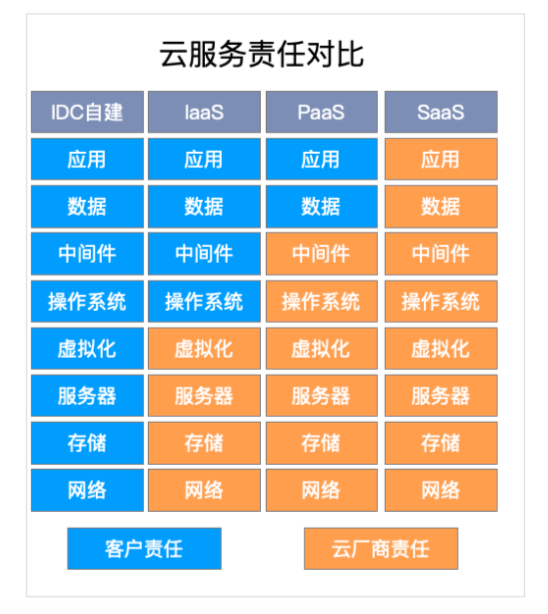 云服务责任对比
IDC自建 IaaS PaaS SaaS
应用 应用 应用 应用
数据 数据 数据 数据
中间件 中间件 中间件 中间件
操作系统 操作系统 操作系统 操作系统
虚拟化 虚拟化 虚拟化 虚拟化
服务器 服务器 服务器 服务器
存储 存储 存储 存储
网络 网络 网络 网络
客户责任 云厂商责任